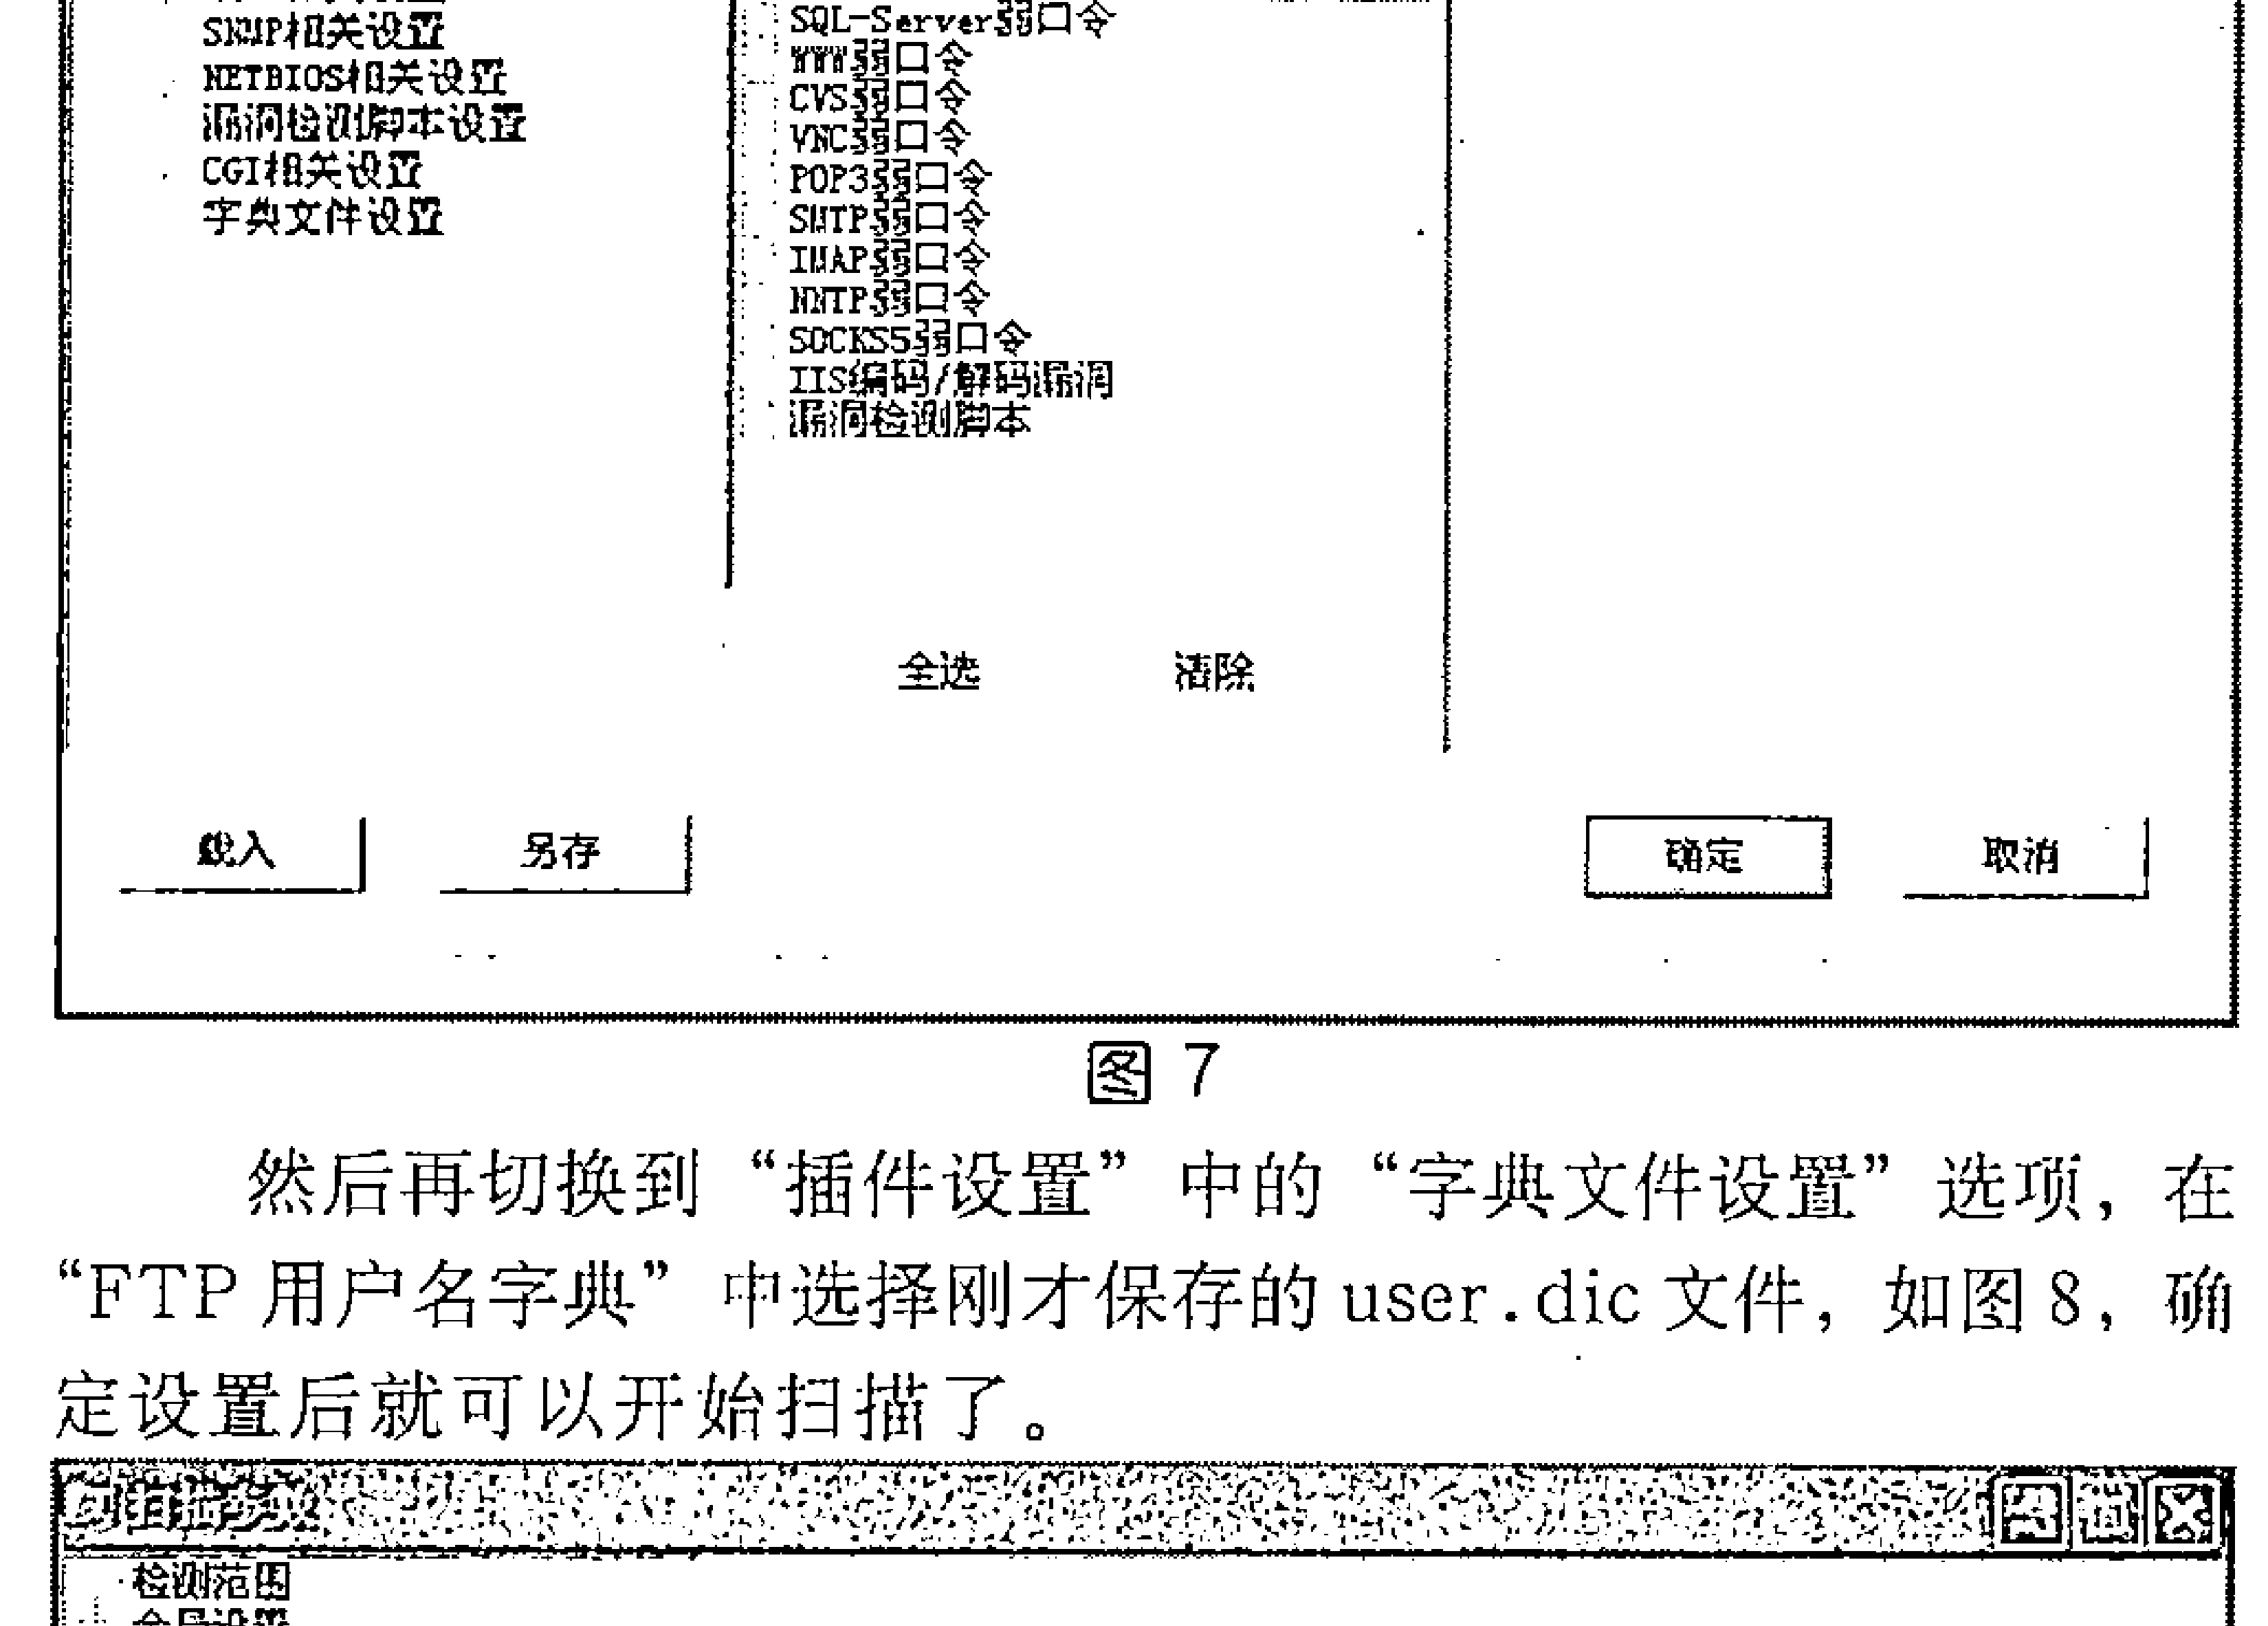 SNMP相关设置
NETBIOS相关设置
漏洞检测脚本设置
CGI相关设置
字典文件设置
SQL-Server弱口令
WWW弱口令
CVS弱口令
VNC弱口令
POP3弱口令
SMTP弱口令
IMAP弱口令
NNTP弱口令
SOCKS5弱口令
IIS编码/解码漏洞
漏洞检测脚本
全选 清除
载入 另存 确定 取消
图 7
然后再切换到“插件设置”中的“字典文件设置”选项，在
“FTP 用户名字典”中选择刚才保存的 user.dic 文件，如图 8，确
定设置后就可以开始扫描了。
扫描参数
检测范围
全局设置